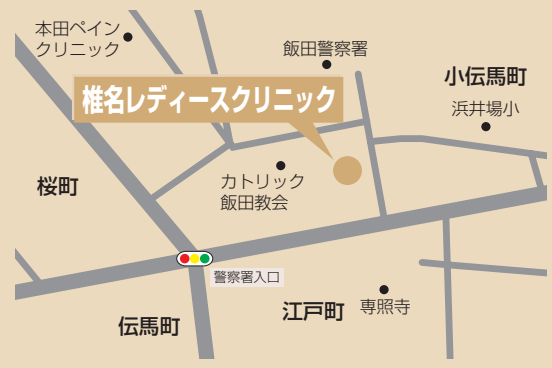 本田ペイン
クリニック
飯田警察署
小伝馬町
椎名レディースクリニック
浜井場小
桜町
カトリック
飯田教会
警察署入口
江戸町
専照寺
伝馬町